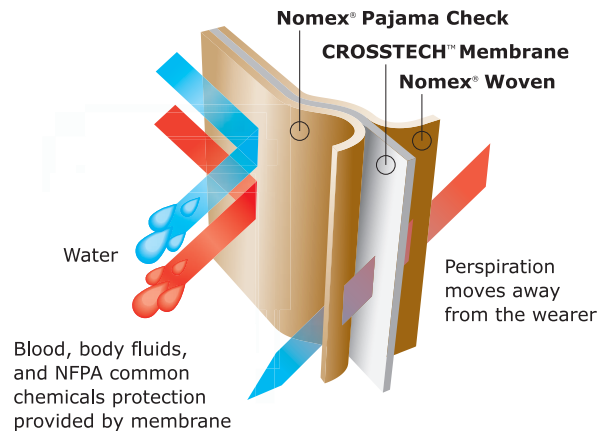 Nomex® Pajama Check
CROSSTECH™ Membrane
Nomex® Woven
Water
Perspiration
moves away
from the wearer
Blood, body fluids,
and NFPA common
chemicals protection
provided by membrane